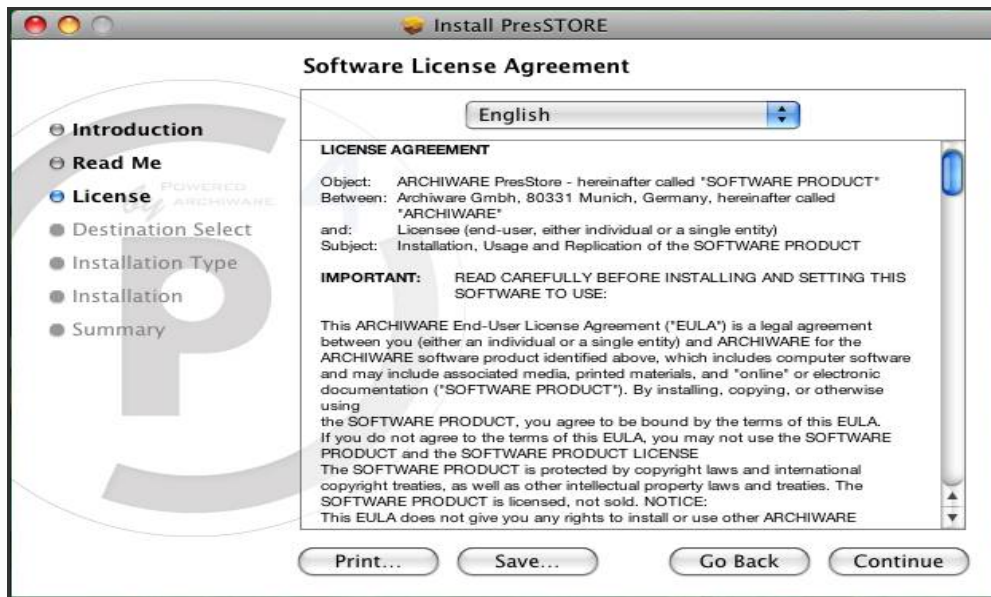 Install PresSTORE
Software License Agreement
Introduction
Read Me
License
Destination Select
Installation Type
Installation
Summary
POWERED
by ARCHIWARE
English
LICENSE AGREEMENT
Object: ARCHIWARE PresStore - hereinafter called "SOFTWARE PRODUCT"
Between: Archiware Gmbh, 80331 Munich, Germany, hereinafter called
"ARCHIWARE"
and: Licensee (end-user, either individual or a single entity)
Subject: Installation, Usage and Replication of the SOFTWARE PRODUCT
IMPORTANT: READ CAREFULLY BEFORE INSTALLING AND SETTING THIS
SOFTWARE TO USE:
This ARCHIWARE End-User License Agreement ("EULA") is a legal agreement
between you (either an individual or a single entity) and ARCHIWARE for the
ARCHIWARE software product identified above, which includes computer software
and may include associated media, printed materials, and "online" or electronic
documentation ("SOFTWARE PRODUCT"). By installing, copying, or otherwise
using
the SOFTWARE PRODUCT, you agree to be bound by the terms of this EULA.
If you do not agree to the terms of this EULA, you may not use the SOFTWARE
PRODUCT and the SOFTWARE PRODUCT LICENSE
The SOFTWARE PRODUCT is protected by copyright laws and international
copyright treaties, as well as other intellectual property laws and treaties. The
SOFTWARE PRODUCT is licensed, not sold. NOTICE:
This EULA does not give you any rights to install or use other ARCHIWARE
Print... Save... Go Back Continue
P
4